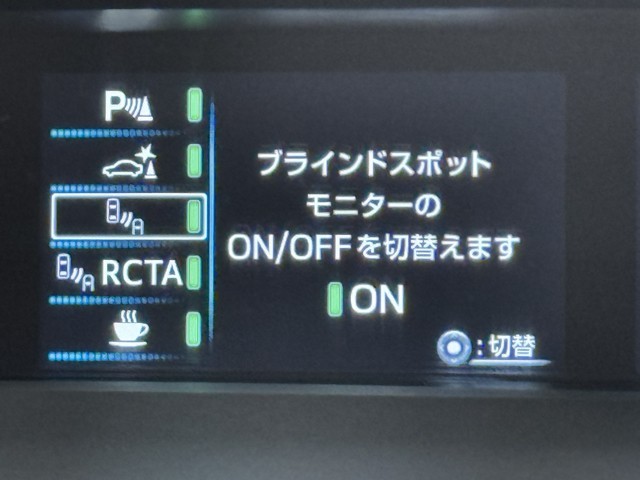 P
RCTA
ブラインドスポット
モニターの
ON/OFFを切替えます
ON
:切替